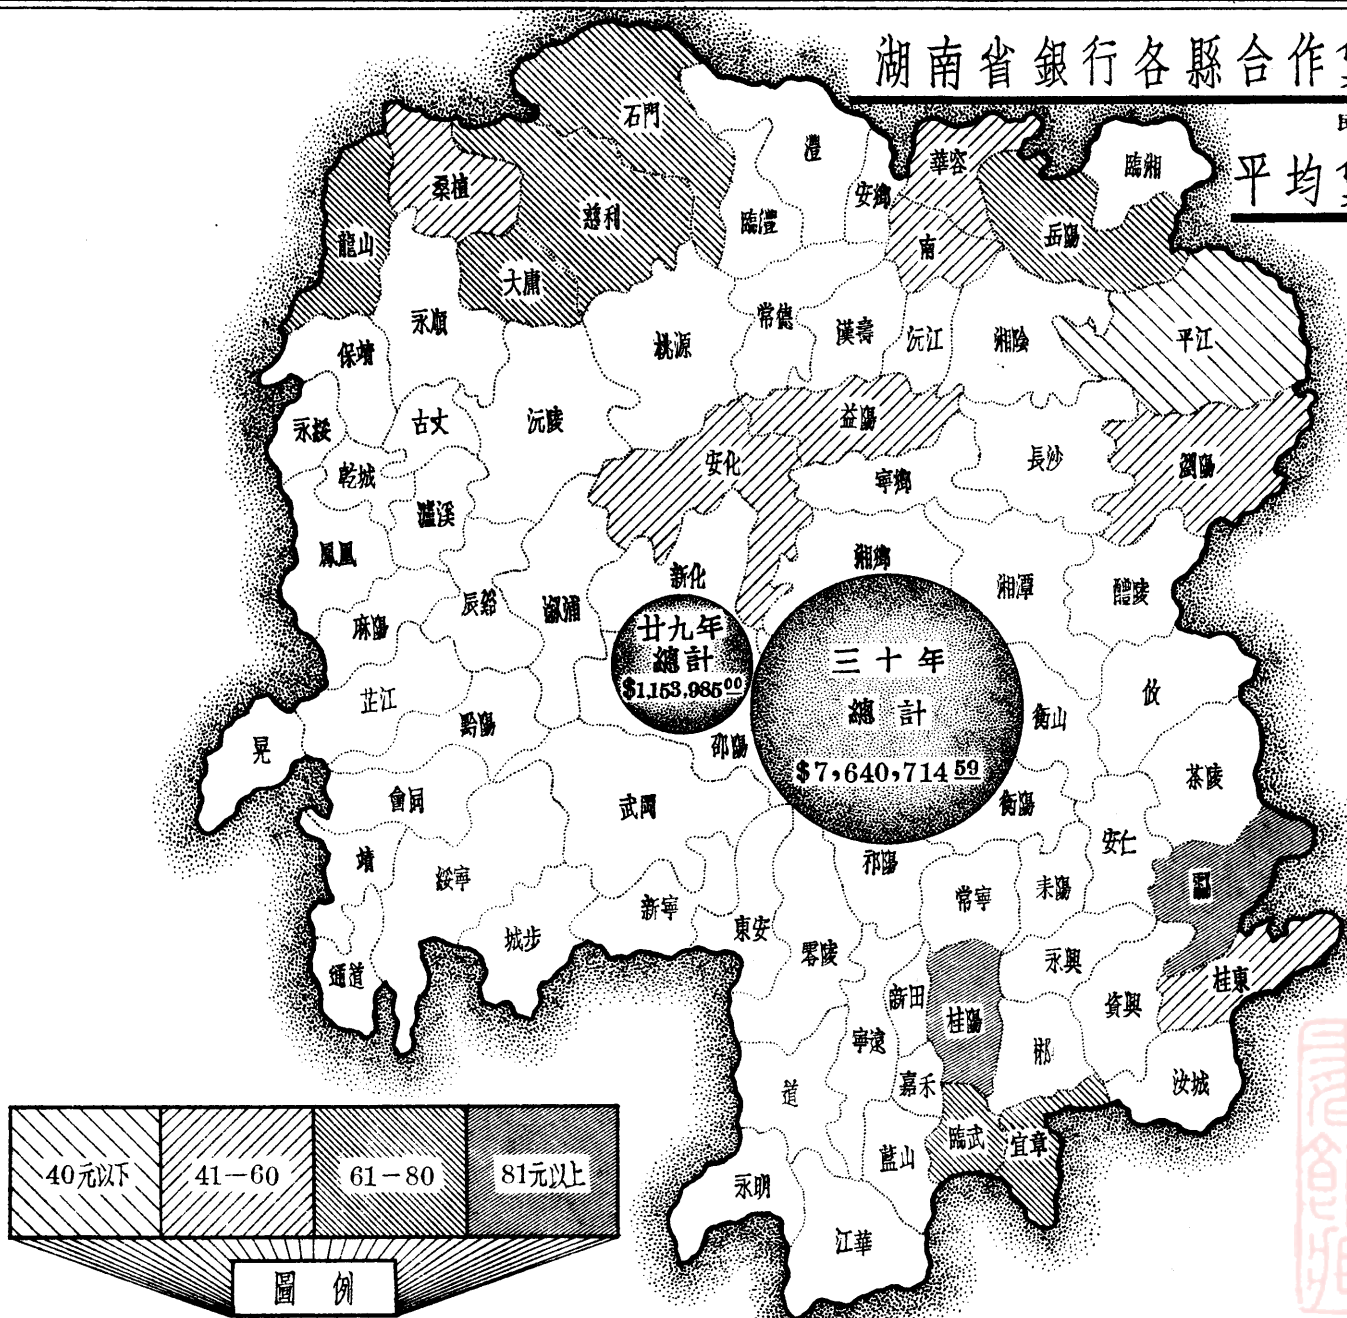 湖南省銀行各縣合作
平均
石門
澧
華容
臨湘
桑植
慈利
安鄉
臨澧
龍山
大庸
南
岳陽
永順
常德
漢壽
沅江
湘陰
平江
保靖
桃源
永綏
古丈
沅陵
益陽
安化
長沙
瀏陽
乾城
寧鄉
瀘溪
鳳凰
湘鄉
新化
湘潭
醴陵
麻陽
辰谿
漵浦
廿九年
總計
$1,153,985.00
三十年
總計
$7,640,714.59
芷江
黔陽
晃
邵陽
衡山
攸
茶陵
會同
武岡
衡陽
靖
綏寧
祁陽
安仁
新寧
常寧
耒陽
酃
城步
東安
零陵
永興
通道
桂東
新田
桂陽
資興
寧遠
郴
道
嘉禾
汝城
藍山
臨武
宜章
永明
江華
40元以下
41-60
61-80
81元以上
圖例